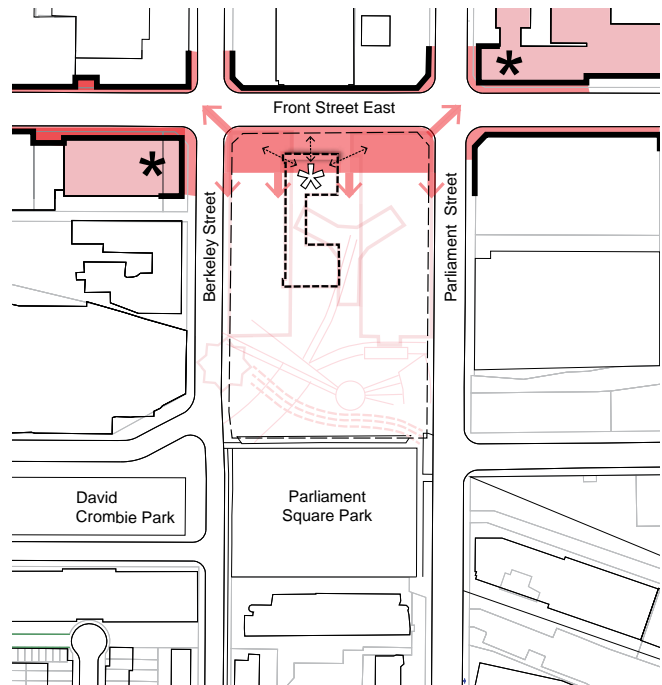 Front Street East
Berkeley Street
Parliament Street
David
Crombie Park
Parliament
Square Park